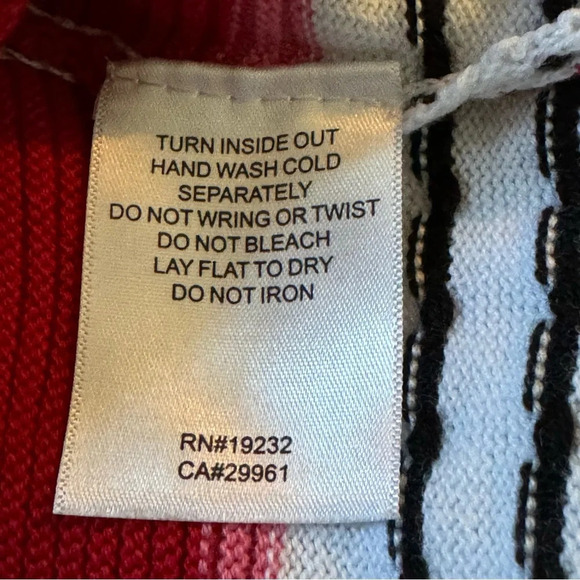 TURN INSIDE OUT
HAND WASH COLD
SEPARATELY
DO NOT WRING OR TWIST
DO NOT BLEACH
LAY FLAT TO DRY
DO NOT IRON
RN#19232
CA#29961